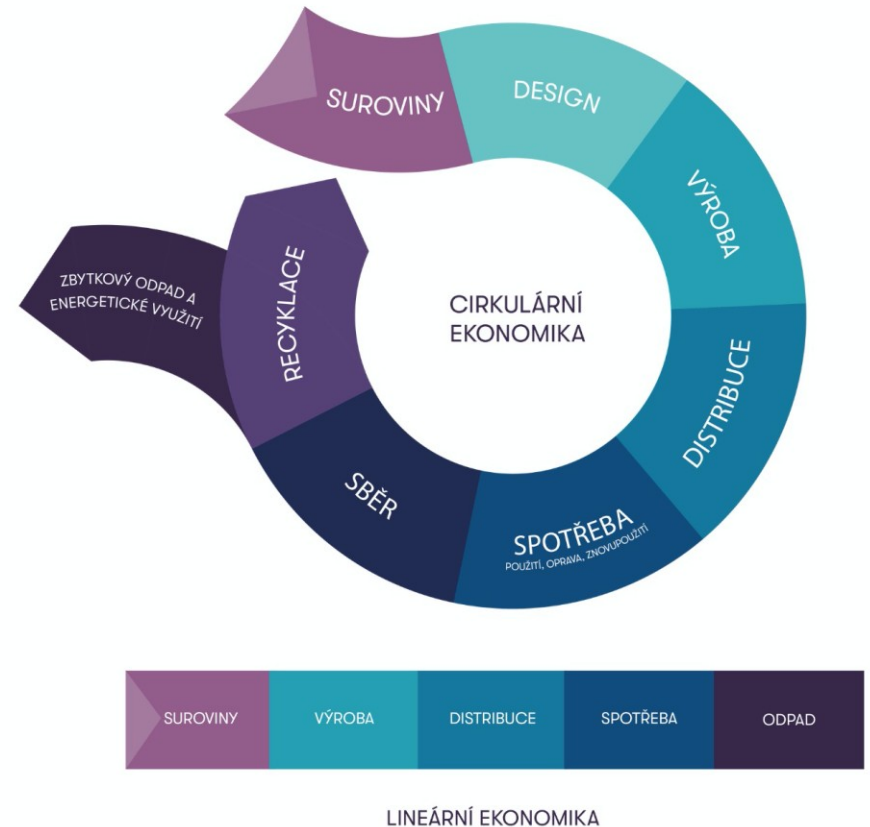 SUROVINY
DESIGN
VÝROBA
DISTRIBUCE
SPOTŘEBA
POUŽITÍ, OPRAVA, ZNOVUPOUŽITÍ
SBĚR
RECYKLACE
ZBYTKOVÝ ODPAD A
ENERGETICKÉ VYUŽITÍ
CIRKULÁRNÍ
EKONOMIKA
SUROVINY
VÝROBA
DISTRIBUCE
SPOTŘEBA
ODPAD
LINEÁRNÍ EKONOMIKA